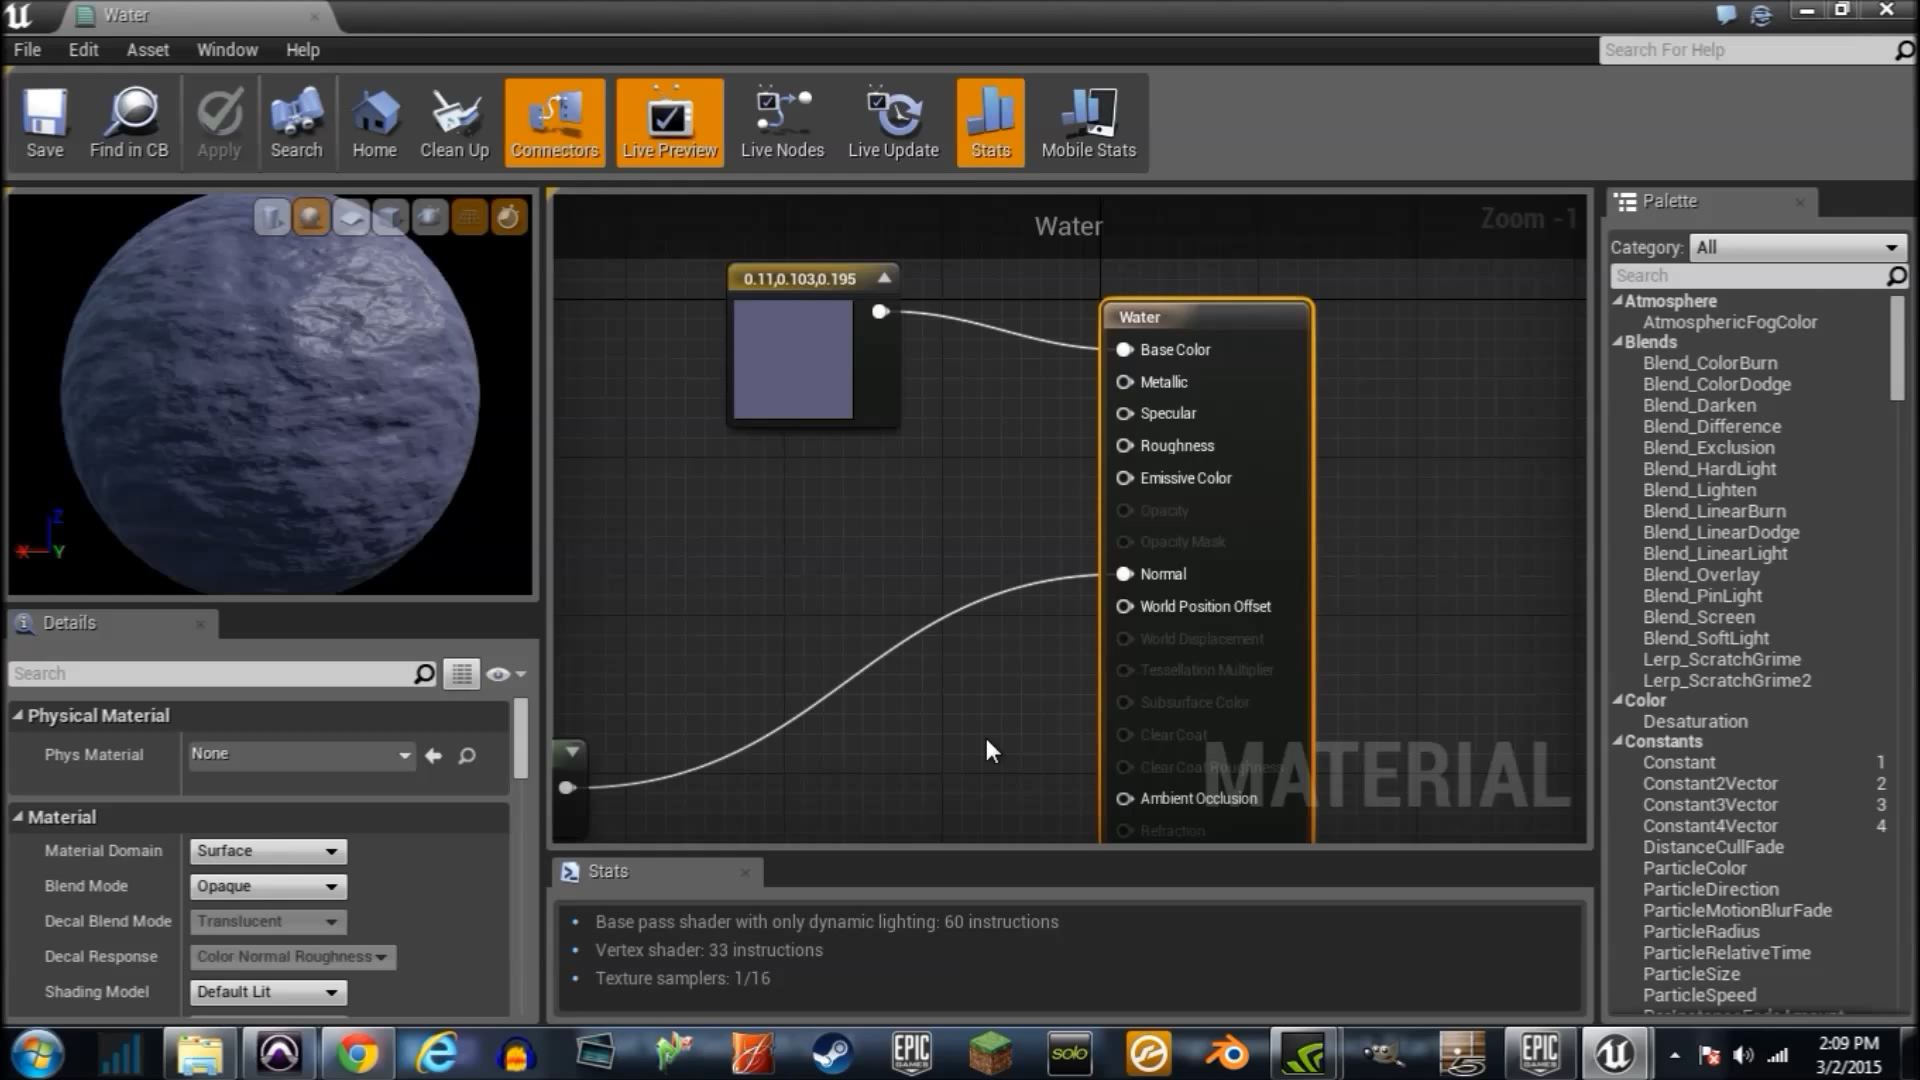 Water
File Edit Asset Window Help
Search For Help
Save Find in CB Apply Search Home Clean Up Connectors Live Preview Live Nodes Live Update Stats Mobile Stats
Z
X Y
Details
Search
Physical Material
Phys Material None
Material
Material Domain Surface
Blend Mode Opaque
Decal Blend Mode Translucent
Decal Response Color Normal Roughness
Shading Model Default Lit
Water
Zoom -1
0.11,0.103,0.195
Water
Base Color
Metallic
Specular
Roughness
Emissive Color
Opacity
Opacity Mask
Normal
World Position Offset
World Displacement
Tessellation Multiplier
Subsurface Color
Clear Coat
Clear Coat Roughness
Ambient Occlusion
Refraction
MATERIAL
Stats
Base pass shader with only dynamic lighting: 60 instructions
Vertex shader: 33 instructions
Texture samplers: 1/16
Palette
Category: All
Search
Atmosphere
AtmosphericFogColor
Blends
Blend_ColorBurn
Blend_ColorDodge
Blend_Darken
Blend_Difference
Blend_Exclusion
Blend_HardLight
Blend_Lighten
Blend_LinearBurn
Blend_LinearDodge
Blend_LinearLight
Blend_Overlay
Blend_PinLight
Blend_Screen
Blend_SoftLight
Lerp_ScratchGrime
Lerp_ScratchGrime2
Color
Desaturation
Constants
Constant 1
Constant2Vector 2
Constant3Vector 3
Constant4Vector 4
DistanceCullFade
ParticleColor
ParticleDirection
ParticleMotionBlurFade
ParticleRadius
ParticleRelativeTime
ParticleSize
ParticleSpeed
EPIC GAMES
solo
EPIC GAMES
2:09 PM
3/2/2015